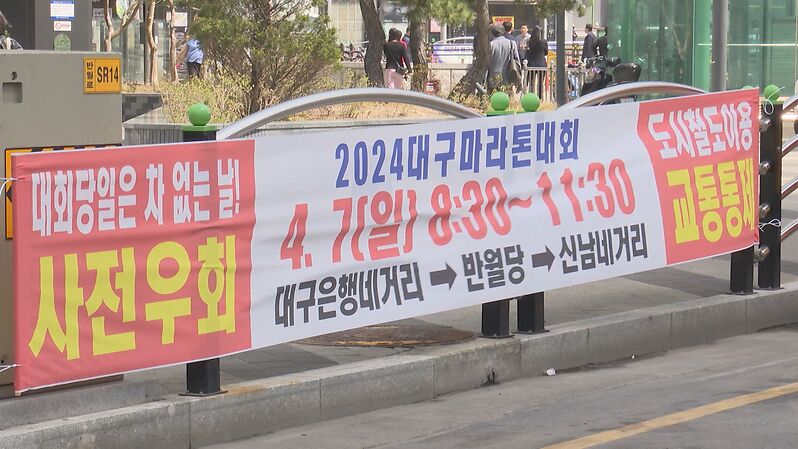 반월로
SR14
대회당일은 차 없는 날!
사전우회
2024대구마라톤대회
4. 7(일) 8:30~11:30
대구은행네거리 ➡ 반월당 ➡ 신남네거리
도시철도이용
교통통제